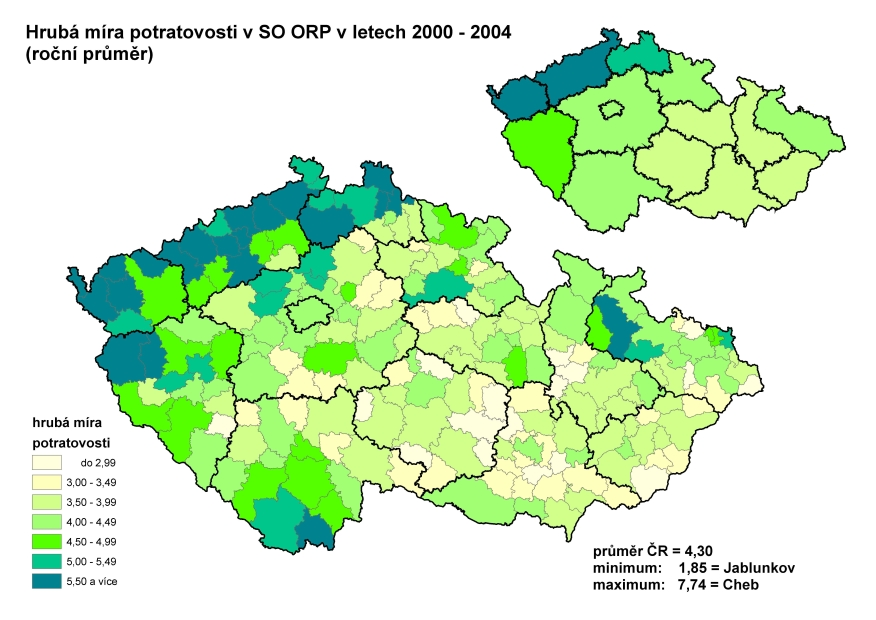 Hrubá míra potratovosti v SO ORP v letech 2000 - 2004
(roční průměr)
hrubá míra
potratovosti
do 2,99
3,00 - 3,49
3,50 - 3,99
4,00 - 4,49
4,50 - 4,99
5,00 - 5,49
5,50 a více
průměr ČR = 4,30
minimum: 1,85 = Jablunkov
maximum: 7,74 = Cheb